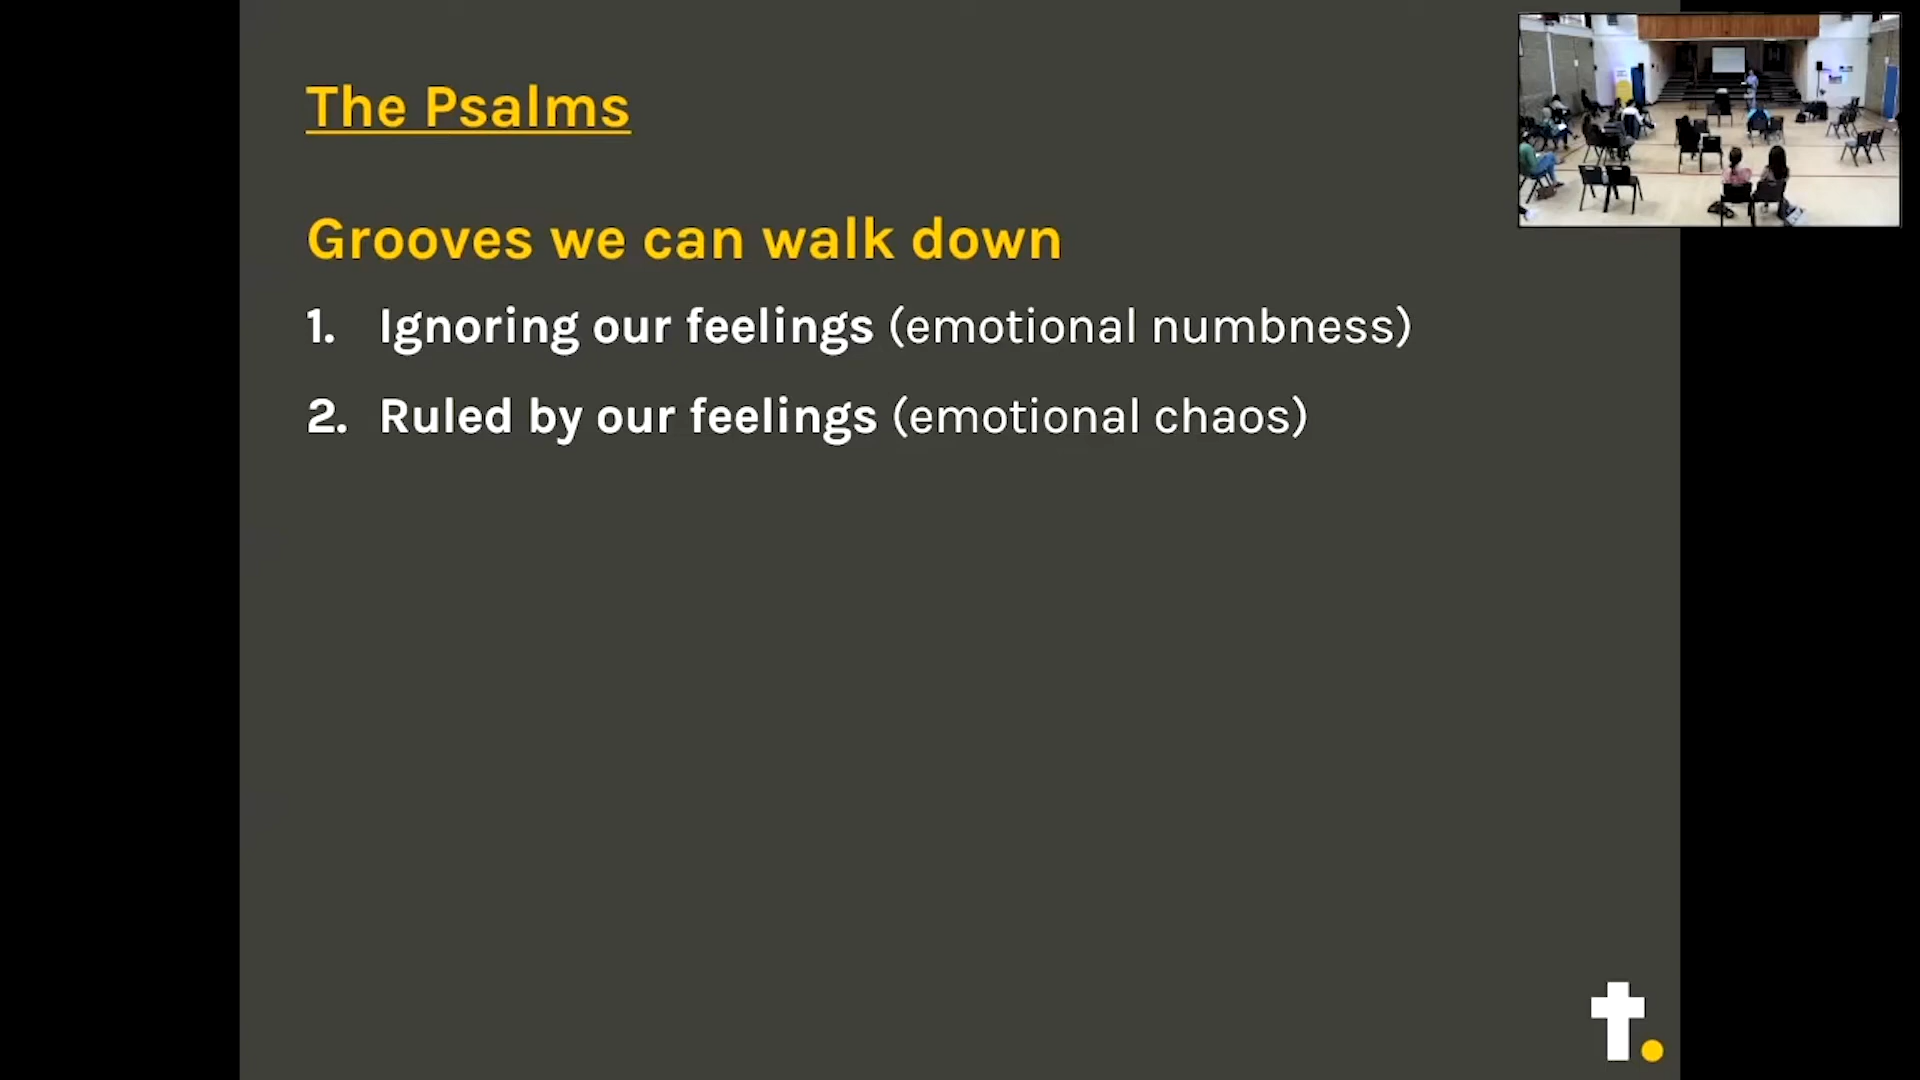 The Psalms
Grooves we can walk down
1. Ignoring our feelings (emotional numbness)
2. Ruled by our feelings (emotional chaos)
t.